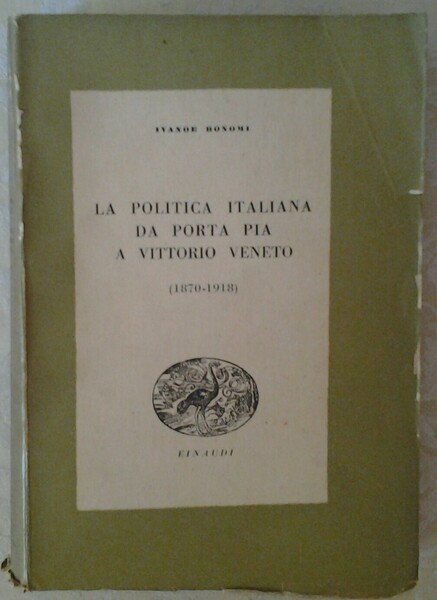 IVANOE BONOMI
LA POLITICA ITALIANA
DA PORTA PIA
A VITTORIO VENETO
(1870-1918)
EINAUDI